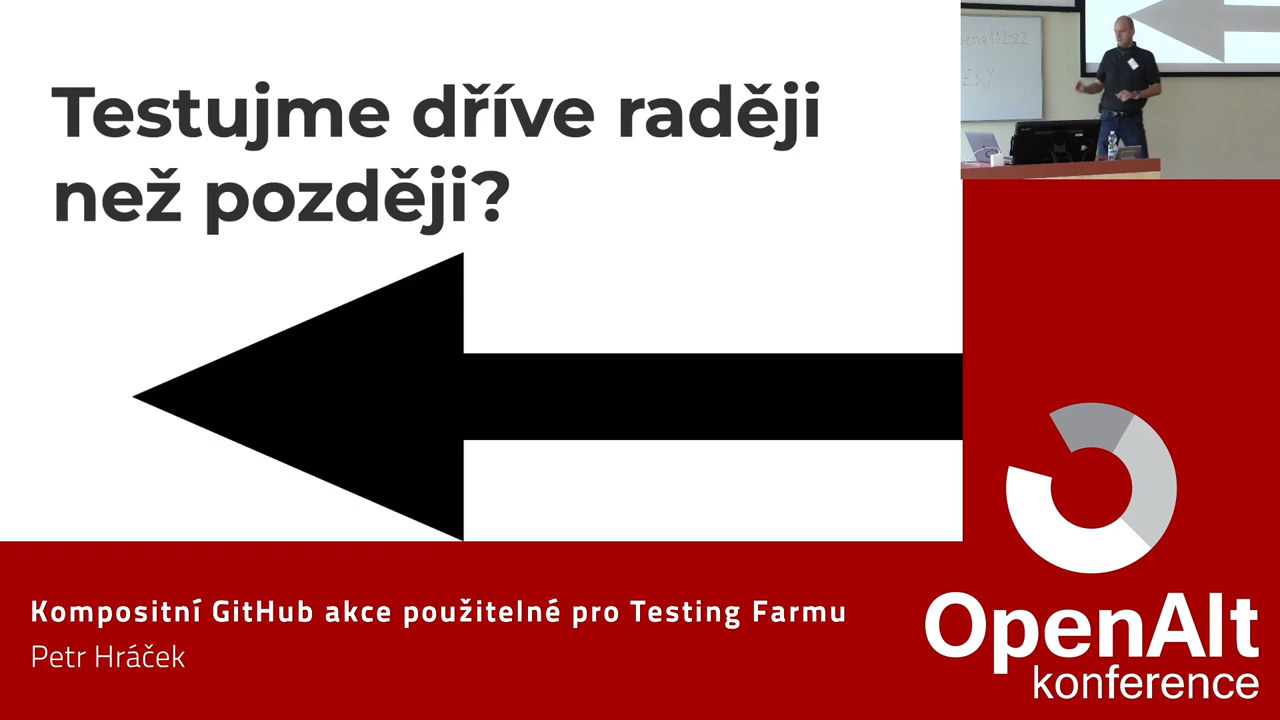 Testujme dříve raději
než později?
Kompositní GitHub akce použitelné pro Testing Farmu
Petr Hráček
OpenAlt
konference